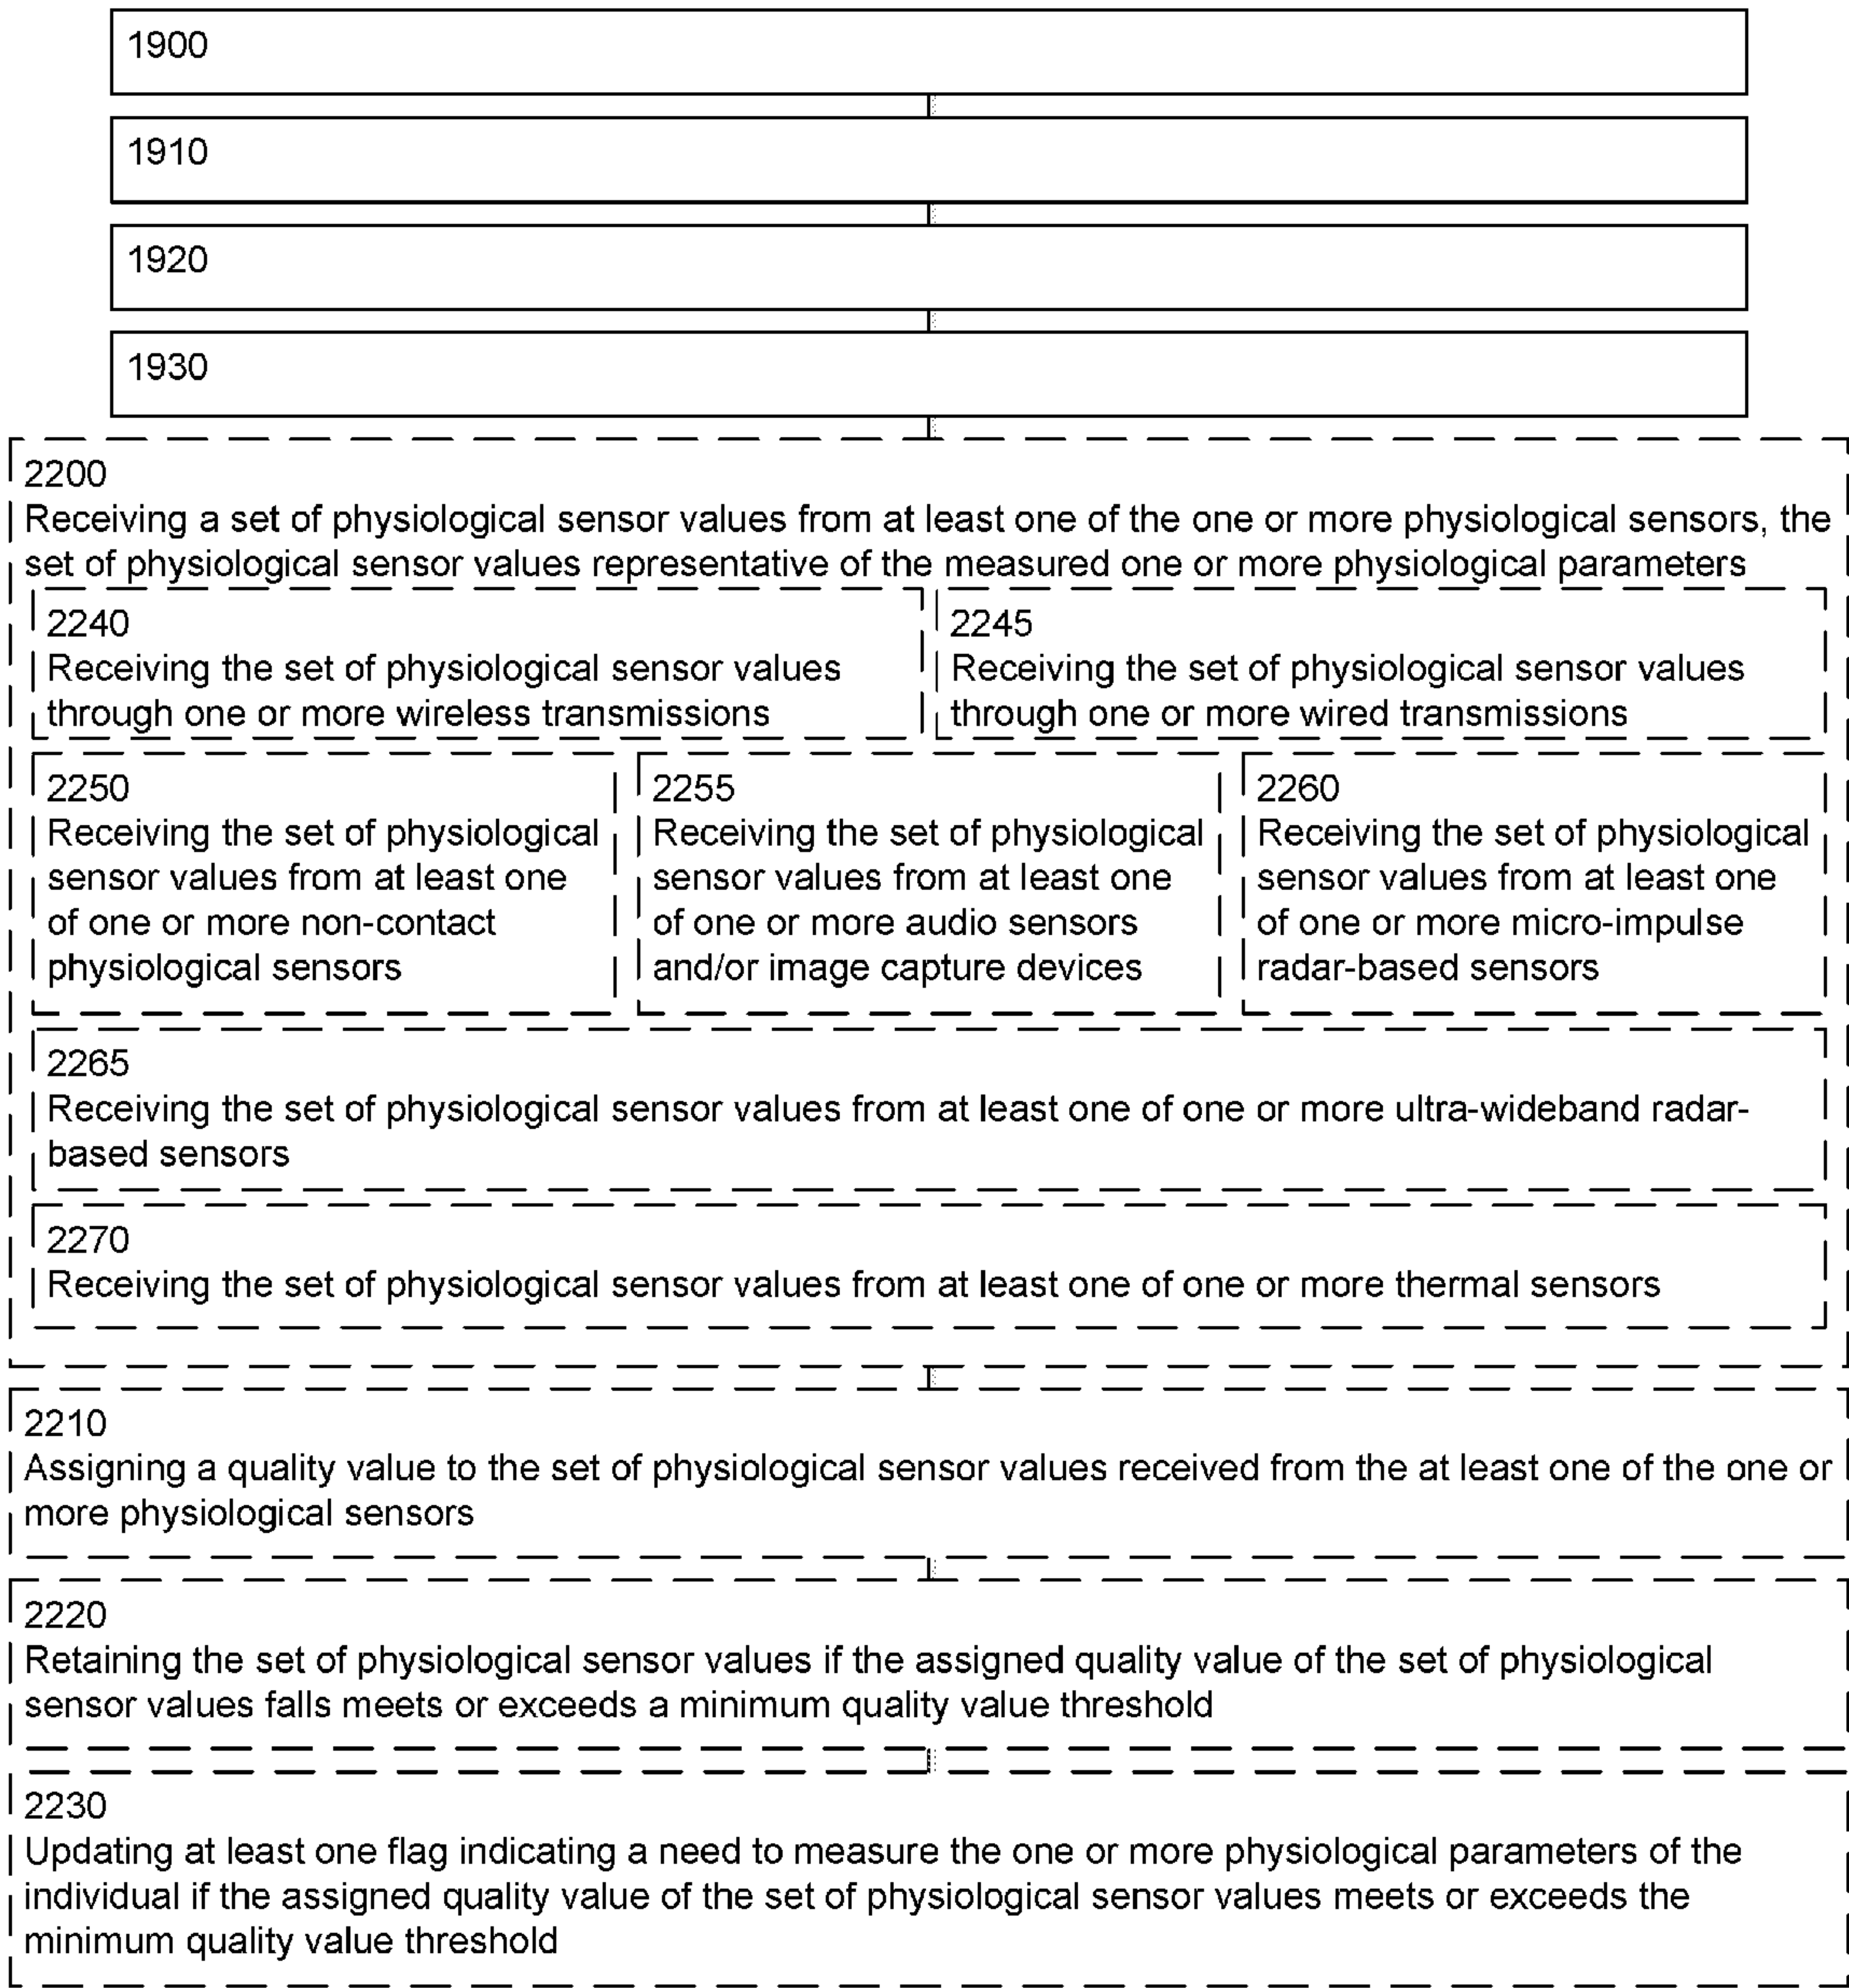 1900
1910
1920
1930
2200
Receiving a set of physiological sensor values from at least one of the one or more physiological sensors, the
set of physiological sensor values representative of the measured one or more physiological parameters
2240
Receiving the set of physiological sensor values
through one or more wireless transmissions
2245
Receiving the set of physiological sensor values
through one or more wired transmissions
2250
Receiving the set of physiological
sensor values from at least one
of one or more non-contact
physiological sensors
2255
Receiving the set of physiological
sensor values from at least one
of one or more audio sensors
and/or image capture devices
2260
Receiving the set of physiological
sensor values from at least one
of one or more micro-impulse
radar-based sensors
2265
Receiving the set of physiological sensor values from at least one of one or more ultra-wideband radar-
based sensors
2270
Receiving the set of physiological sensor values from at least one of one or more thermal sensors
2210
Assigning a quality value to the set of physiological sensor values received from the at least one of the one or
more physiological sensors
2220
Retaining the set of physiological sensor values if the assigned quality value of the set of physiological
sensor values falls meets or exceeds a minimum quality value threshold
2230
Updating at least one flag indicating a need to measure the one or more physiological parameters of the
individual if the assigned quality value of the set of physiological sensor values meets or exceeds the
minimum quality value threshold